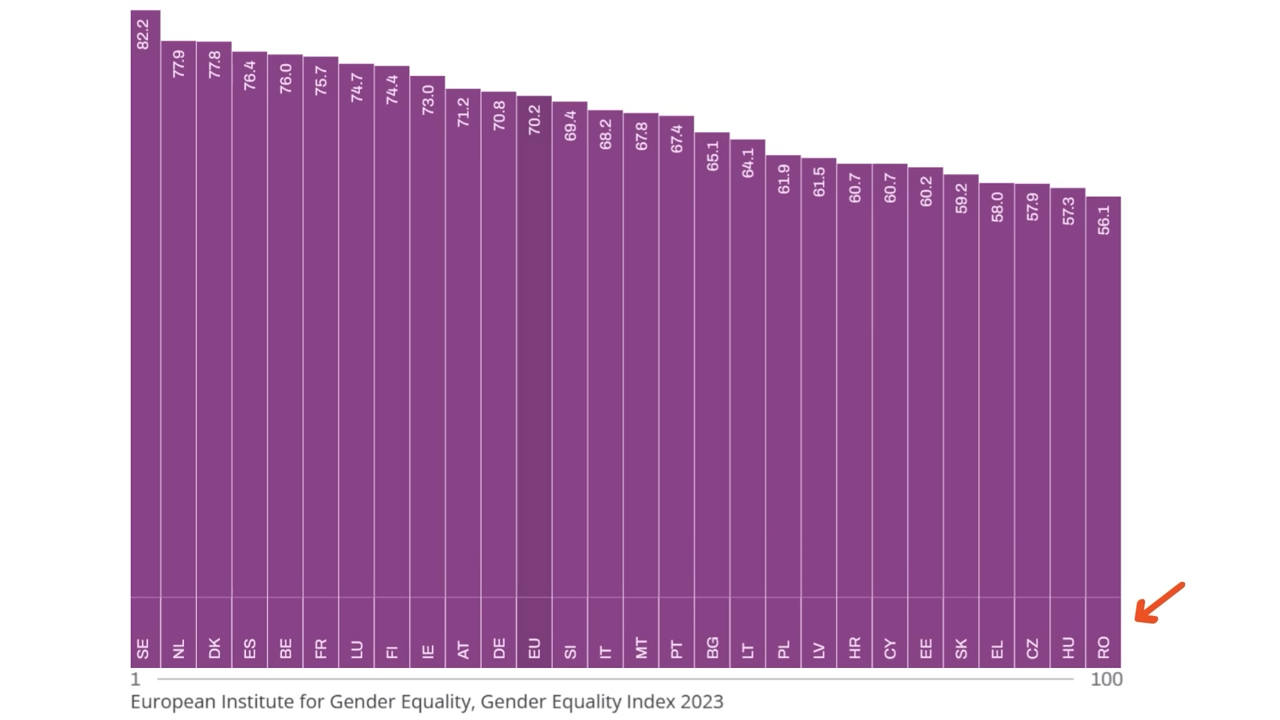 82.2
77.9
77.8
76.4
76.0
75.7
74.7
74.4
73.0
71.2
70.8
70.2
69.4
68.2
67.8
67.4
65.1
64.1
61.9
61.5
60.7
60.7
60.2
59.2
58.0
57.9
57.3
56.1
SE
NL
DK
ES
BE
FR
LU
FI
IE
AT
DE
EU
SI
IT
MT
PT
BG
LT
PL
LV
HR
CY
EE
SK
EL
CZ
HU
RO
1 100
European Institute for Gender Equality, Gender Equality Index 2023